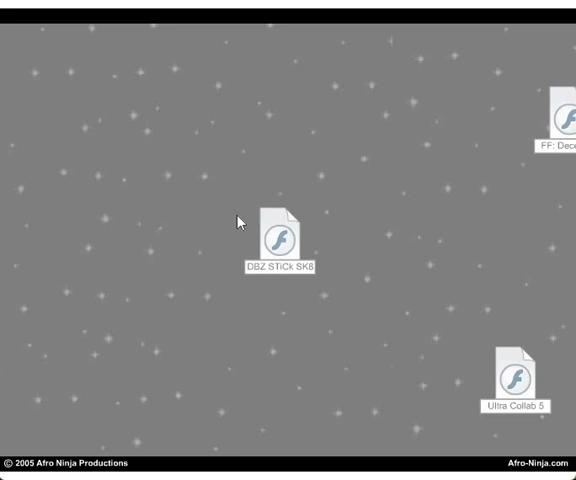 FF: Dece
DBZ STiCk SK8
Ultra Collab 5
© 2005 Afro Ninja Productions
Afro-Ninja.com